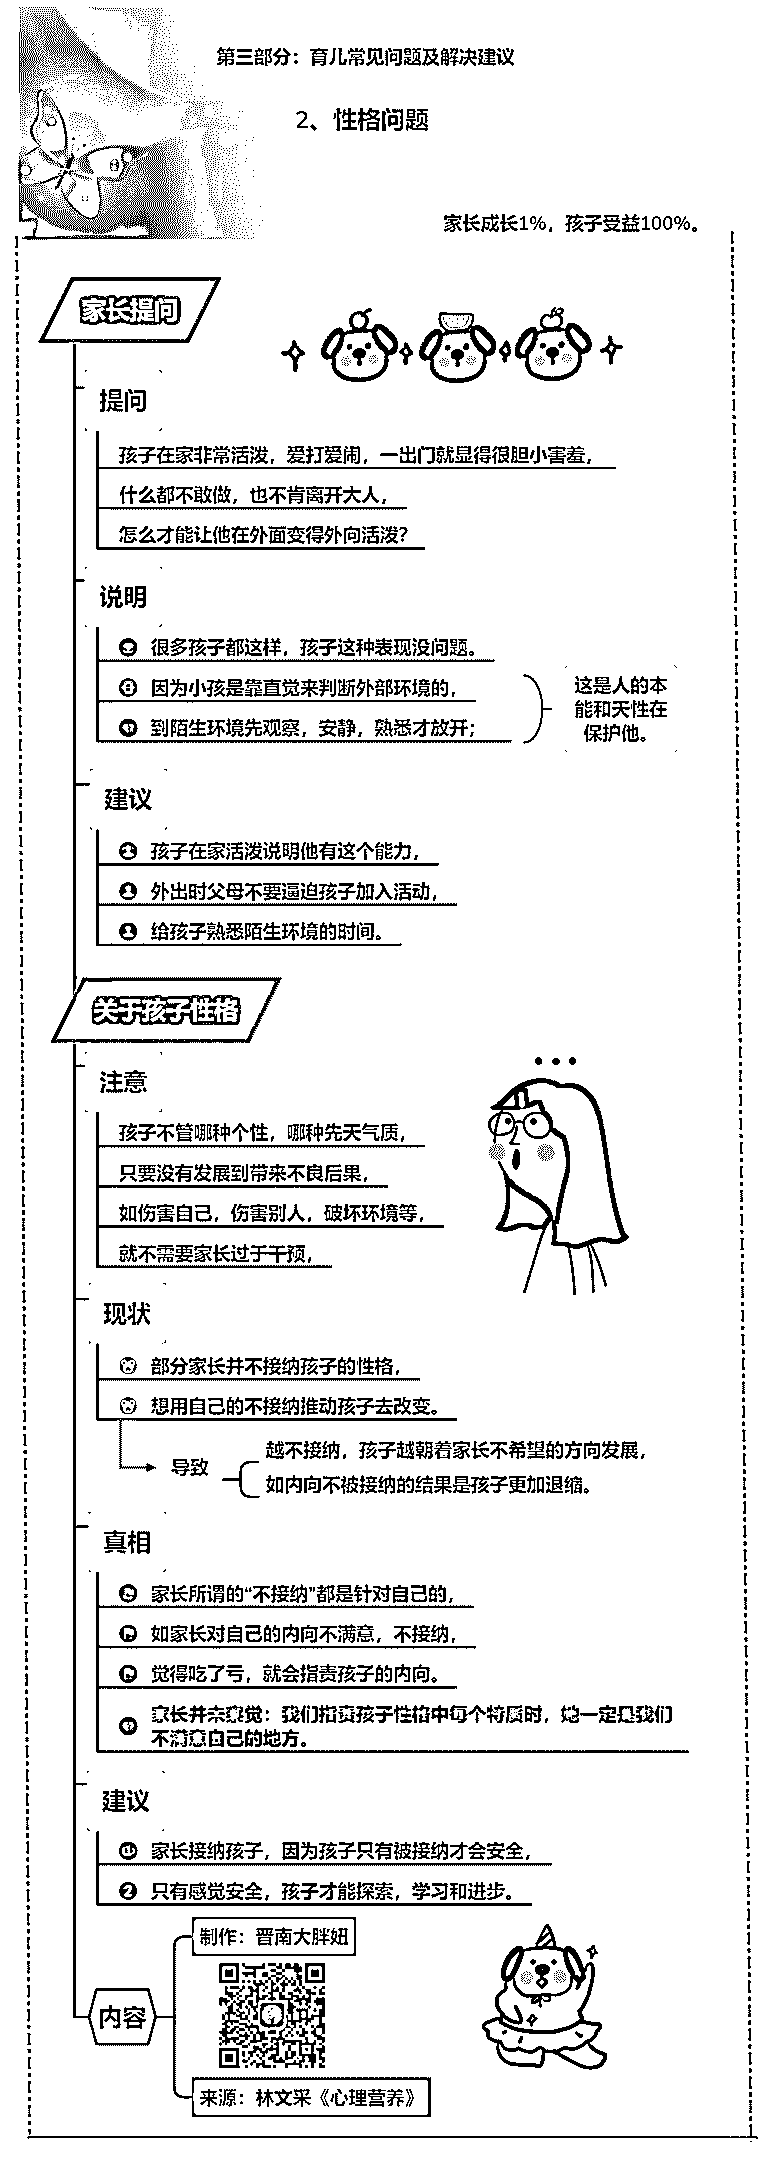 第三部分：育儿常见问题及解决建议
2、性格问题
家长成长1%，孩子受益100%。
家长提问
提问
孩子在家非常活泼，爱打爱闹，一出门就显得很胆小害羞，
什么都不敢做，也不肯离开大人，
怎么才能让他在外面变得外向活泼？
说明
很多孩子都这样，孩子这种表现没问题。
因为小孩是靠直觉来判断外部环境的，
到陌生环境先观察，安静，熟悉才放开；
这是人的本
能和天性在
保护他。
建议
孩子在家活泼说明他有这个能力，
外出时父母不要逼迫孩子加入活动，
给孩子熟悉陌生环境的时间。
关于孩子性格
注意
孩子不管哪种个性，哪种先天气质，
只要没有发展到带来不良后果，
如伤害自己，伤害别人，破坏环境等，
就不需要家长过于干预，
现状
部分家长并不接纳孩子的性格，
想用自己的不接纳推动孩子去改变。
导致
越不接纳，孩子越朝着家长不希望的方向发展，
如内向不被接纳的结果是孩子更加退缩。
真相
家长所谓的“不接纳”都是针对自己的，
如家长对自己的内向不满意，不接纳，
觉得吃了亏，就会指责孩子的内向。
家长并未察觉：我们指责孩子性格中每个特质时，她一定是我们
不满意自己的地方。
建议
家长接纳孩子，因为孩子只有被接纳才会安全，
2 只有感觉安全，孩子才能探索，学习和进步。
制作：晋南大胖妞
内容
来源：林文采《心理营养》